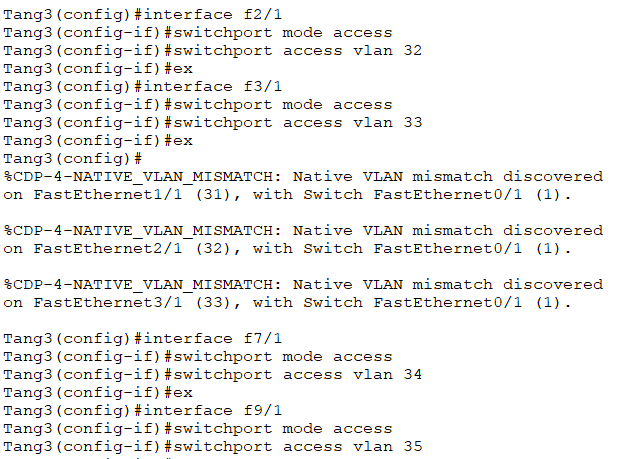 Tang3(config)#interface f2/1
Tang3(config-if)#switchport mode access
Tang3(config-if)#switchport access vlan 32
Tang3(config-if)#ex
Tang3(config)#interface f3/1
Tang3(config-if)#switchport mode access
Tang3(config-if)#switchport access vlan 33
Tang3(config-if)#ex
Tang3(config)#
%CDP-4-NATIVE_VLAN_MISMATCH: Native VLAN mismatch discovered
on FastEthernet1/1 (31), with Switch FastEthernet0/1 (1).
%CDP-4-NATIVE_VLAN_MISMATCH: Native VLAN mismatch discovered
on FastEthernet2/1 (32), with Switch FastEthernet0/1 (1).
%CDP-4-NATIVE_VLAN_MISMATCH: Native VLAN mismatch discovered
on FastEthernet3/1 (33), with Switch FastEthernet0/1 (1).
Tang3(config)#interface f7/1
Tang3(config-if)#switchport mode access
Tang3(config-if)#switchport access vlan 34
Tang3(config-if)#ex
Tang3(config)#interface f9/1
Tang3(config-if)#switchport mode access
Tang3(config-if)#switchport access vlan 35